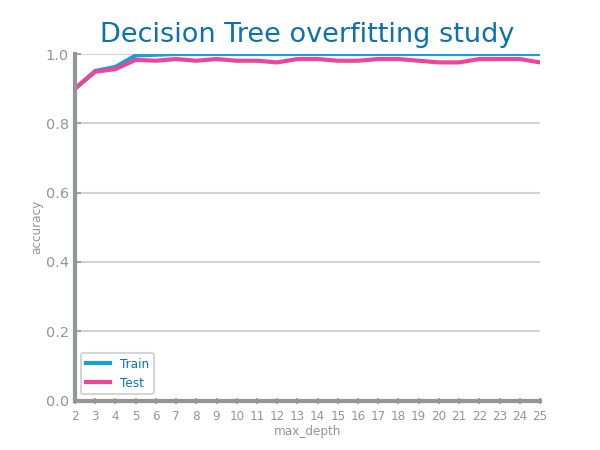 Decision Tree overfitting study
1.0
0.8
0.6
0.4
0.2
0.0
accuracy
Train
Test
2 3 4 5 6 7 8 9 10 11 12 13 14 15 16 17 18 19 20 21 22 23 24 25
max_depth